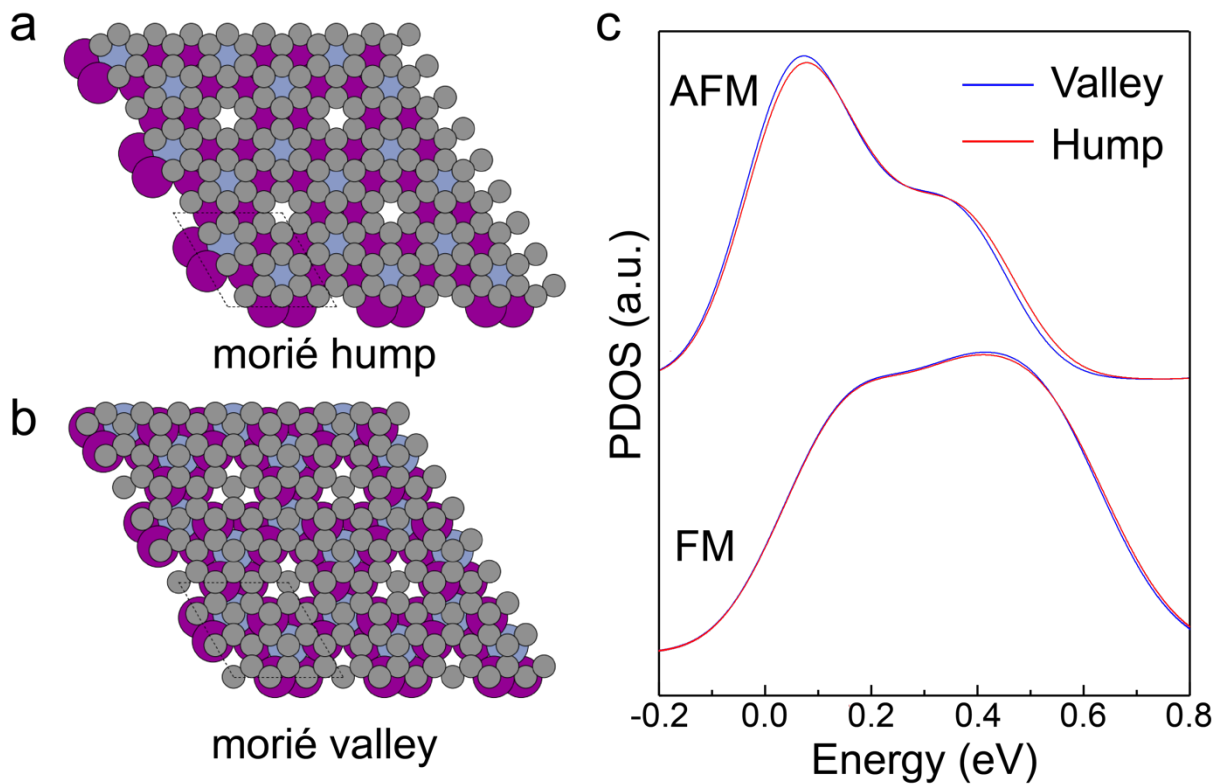 a
morié hump
b
morié valley
c
AFM
Valley
Hump
FM
PDOS (a.u.)
-0.2
0.0
0.2
0.4
0.6
0.8
Energy (eV)